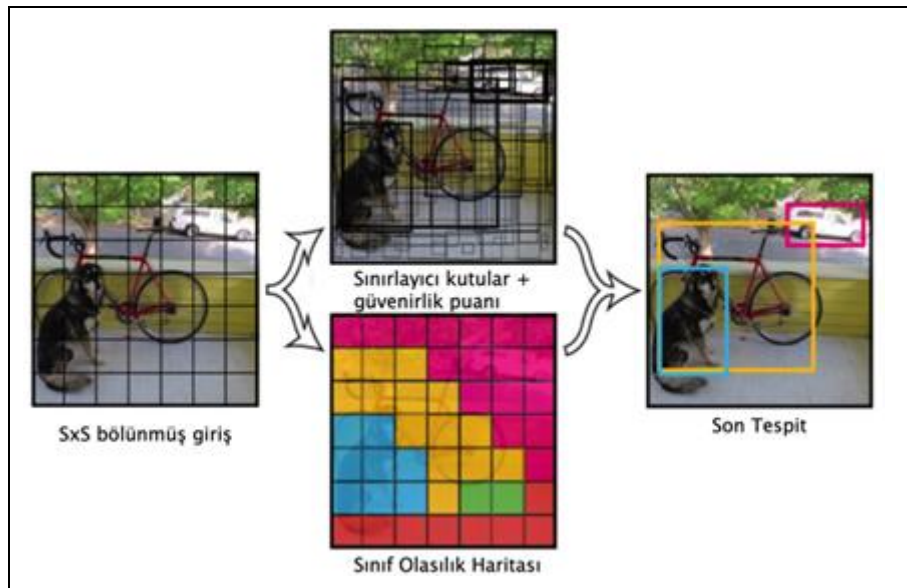 SxS bölünmüş giriş
Sınırlayıcı kutular +
güvenirlik puanı
Sınıf Olasılık Haritası
Son Tespit